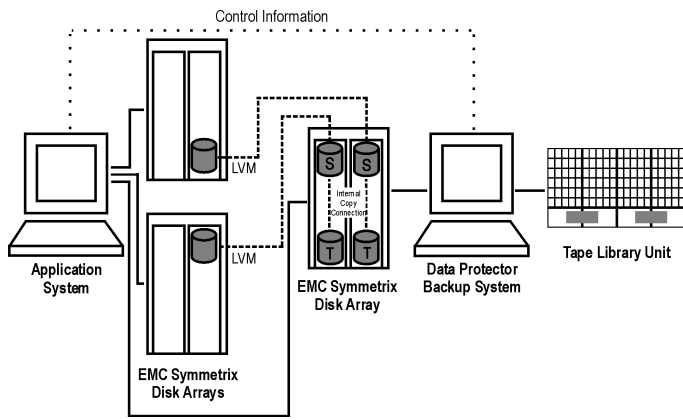 Control Information
LVM
LVM
S
S
Internal
Copy
Connection
T
T
Application
System
EMC Symmetrix
Disk Arrays
EMC Symmetrix
Disk Array
Data Protector
Backup System
Tape Library Unit